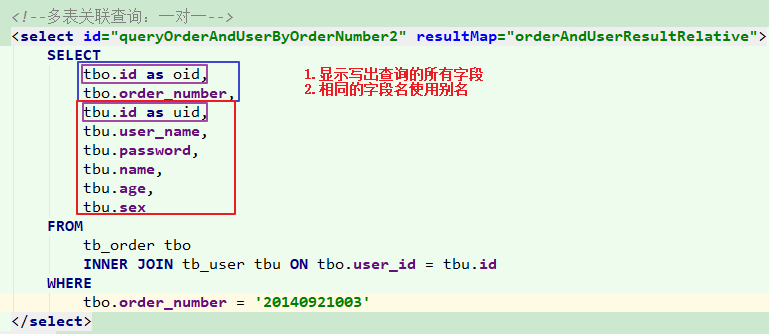 <!--多表关联查询：一对一-->
<select id="queryOrderAndUserByOrderNumber2" resultMap="orderAndUserResultRelative">
SELECT
tbo.id as oid,
tbo.order_number,
tbu.id as uid,
tbu.user_name,
tbu.password,
tbu.name,
tbu.age,
tbu.sex
1.显示写出查询的所有字段
2.相同的字段名使用别名
FROM
tb_order tbo
INNER JOIN tb_user tbu ON tbo.user_id = tbu.id
WHERE
tbo.order_number = '20140921003'
</select>